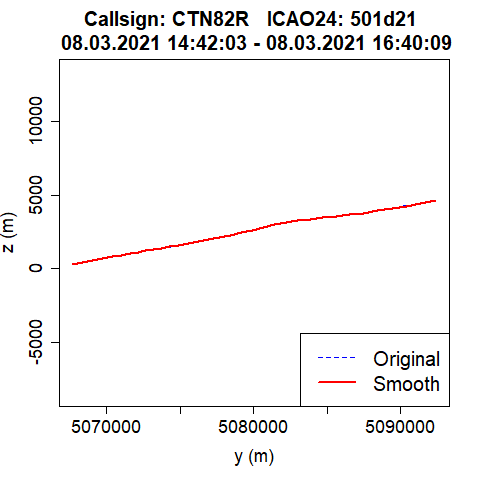 Callsign: CTN82R   ICAO24: 501d21
08.03.2021 14:42:03 - 08.03.2021 16:40:09
10000
5000
0
-5000
z (m)
Original
Smooth
5070000 5080000 5090000
y (m)